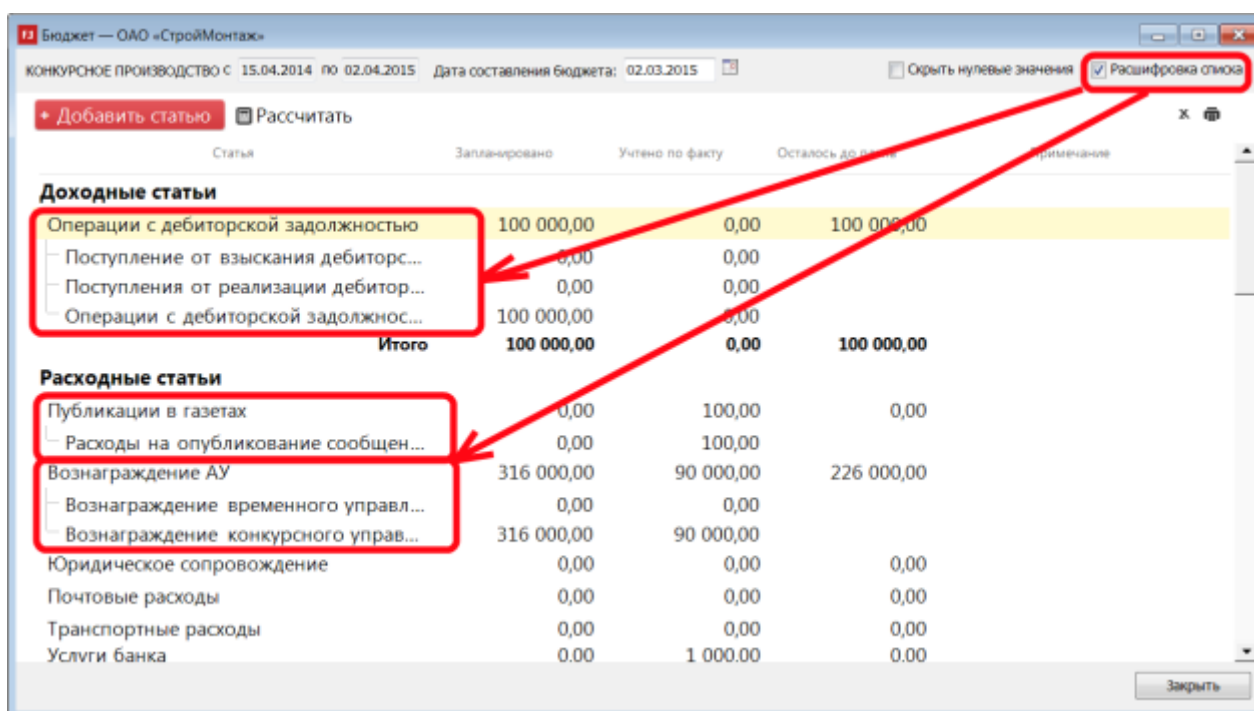 Бюджет — ОАО «СтройМонтаж»
КОНКУРСНОЕ ПРОИЗВОДСТВО С 15.04.2014 ПО 02.04.2015 Дата составления бюджета: 02.03.2015 Скрыть нулевые значения Расшифровка списка
+ Добавить статью Рассчитать
Статья Запланировано Учтено по факту Осталось до Примечание
Доходные статьи
Операции с дебиторской задолжностью 100 000,00 0,00 100 000,00
Поступление от взыскания дебиторс... 0,00 0,00
Поступления от реализации дебитор... 0,00 0,00
Операции с дебиторской задолжнос... 100 000,00 0,00
Итого 100 000,00 0,00 100 000,00
Расходные статьи
Публикации в газетах 0,00 100,00 0,00
Расходы на опубликование сообщен... 0,00 100,00
Вознаграждение АУ 316 000,00 90 000,00 226 000,00
Вознаграждение временного управл... 0,00 0,00
Вознаграждение конкурсного управ... 316 000,00 90 000,00
Юридическое сопровождение 0,00 0,00 0,00
Почтовые расходы 0,00 0,00 0,00
Транспортные расходы 0,00 0,00 0,00
Услуги банка 0,00 1 000,00 0,00
Закрыть